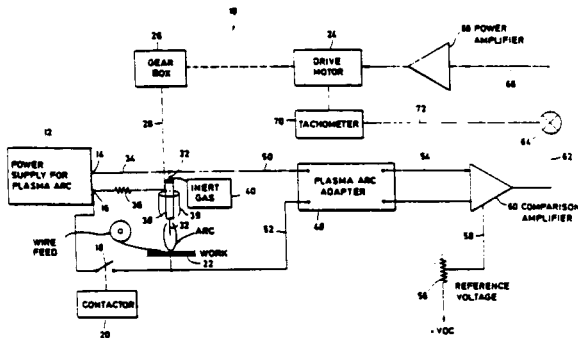 10
26
GEAR
BOX
24
DRIVE
MOTOR
68 POWER
AMPLIFIER
66
70
TACHOMETER
72
64
28
12
POWER
SUPPLY FOR
PLASMA ARC
14
34
32
50
PLASMA ARC
ADAPTER
48
54
62
60 COMPARISON
AMPLIFIER
16
36
INERT
GAS
40
38
39
32
ARC
WIRE
FEED
WORK
22
52
58
18
CONTACTOR
20
56
REFERENCE
VOLTAGE
VDC